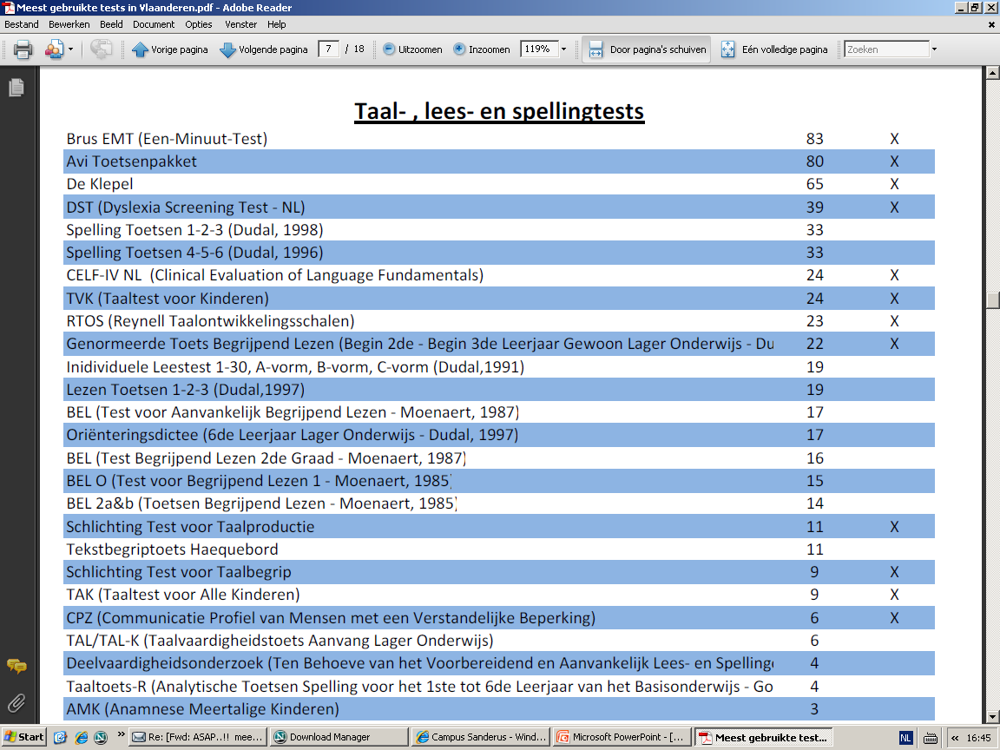 Meest gebruikte tests in Vlaanderen.pdf - Adobe Reader
Bestand Bewerken Beeld Document Opties Venster Help
Vorige pagina Volgende pagina 7 / 18 Uitzoomen Inzoomen 119% Door pagina's schuiven Eén volledige pagina Zoeken
Taal- , lees- en spellingtests
Brus EMT (Een-Minuut-Test) 83 X
Avi Toetsenpakket 80 X
De Klepel 65 X
DST (Dyslexia Screening Test - NL) 39 X
Spelling Toetsen 1-2-3 (Dudal, 1998) 33
Spelling Toetsen 4-5-6 (Dudal, 1996) 33
CELF-IV NL (Clinical Evaluation of Language Fundamentals) 24 X
TVK (Taaltest voor Kinderen) 24 X
RTOS (Reynell Taalontwikkelingsschalen) 23 X
Genormeerde Toets Begrijpend Lezen (Begin 2de - Begin 3de Leerjaar Gewoon Lager Onderwijs - Du 22 X
Inidividuele Leestest 1-30, A-vorm, B-vorm, C-vorm (Dudal,1991) 19
Lezen Toetsen 1-2-3 (Dudal,1997) 19
BEL (Test voor Aanvankelijk Begrijpend Lezen - Moenaert, 1987) 17
Oriënteringsdictee (6de Leerjaar Lager Onderwijs - Dudal, 1997) 17
BEL (Test Begrijpend Lezen 2de Graad - Moenaert, 1987) 16
BEL O (Test voor Begrijpend Lezen 1 - Moenaert, 1985) 15
BEL 2a&b (Toetsen Begrijpend Lezen - Moenaert, 1985) 14
Schlichting Test voor Taalproductie 11 X
Tekstbegriptoets Haequebord 11
Schlichting Test voor Taalbegrip 9 X
TAK (Taaltest voor Alle Kinderen) 9 X
CPZ (Communicatie Profiel van Mensen met een Verstandelijke Beperking) 6 X
TAL/TAL-K (Taalvaardigheidstoets Aanvang Lager Onderwijs) 6
Deelvaardigheidsonderzoek (Ten Behoeve van het Voorbereidend en Aanvankelijk Lees- en Spellingo 4
Taaltoets-R (Analytische Toetsen Spelling voor het 1ste tot 6de Leerjaar van het Basisonderwijs - Go 4
AMK (Anamnese Meertalige Kinderen) 3
Start » Re: [Fwd: ASAP..!! mee... Download Manager Campus Sanderus - Wind... Microsoft PowerPoint - [... Meest gebruikte test... NL « 16:45